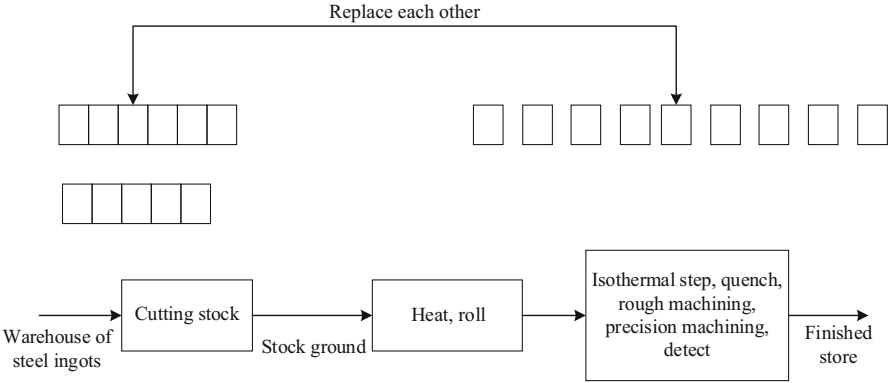 Replace each other
Cutting stock
Heat, roll
Isothermal step, quench,
rough machining,
precision machining,
detect
Warehouse of
steel ingots
Stock ground
Finished
store